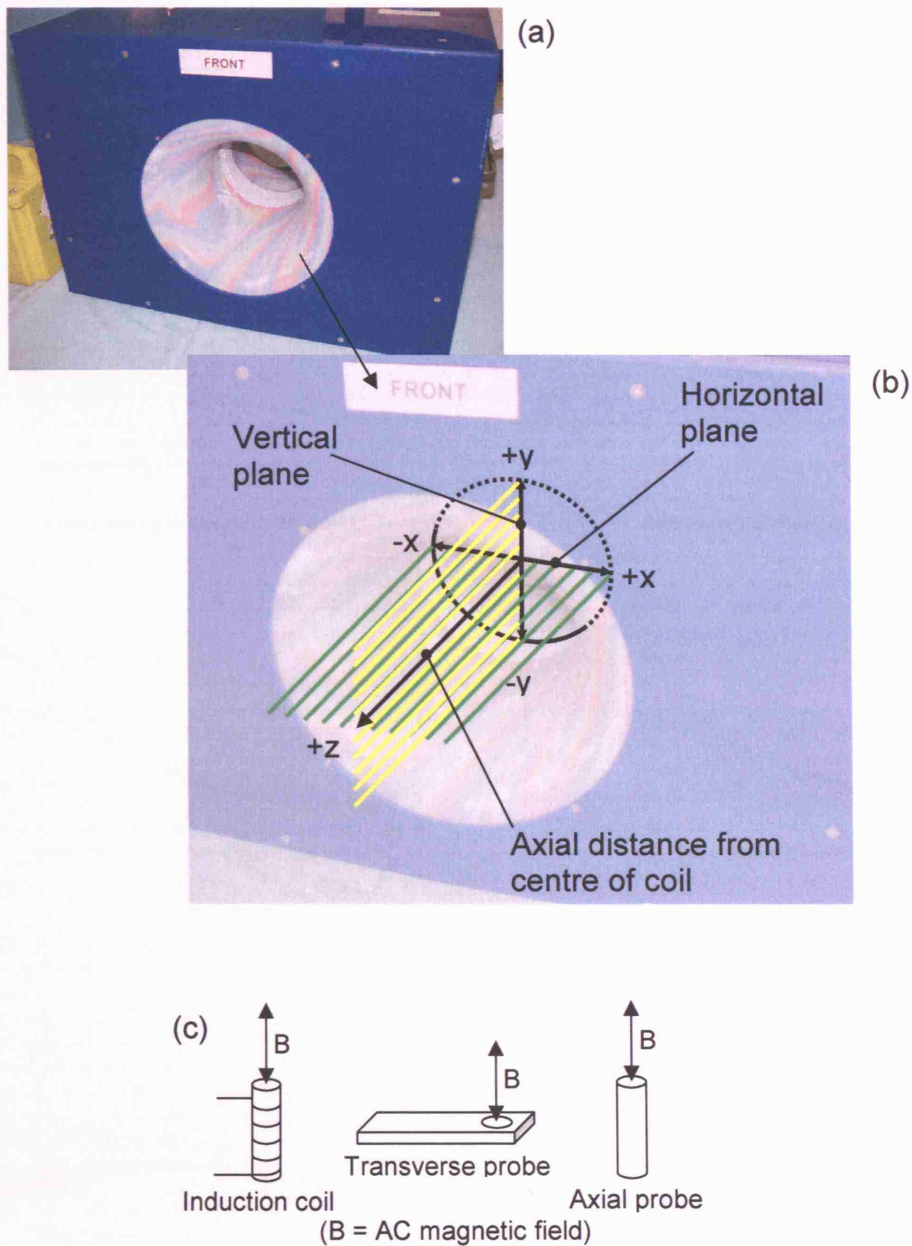 (a)
FRONT
(b)
FRONT
Horizontal
plane
Vertical
plane
+y
-x
+x
-y
+z
Axial distance from
centre of coil
(c)
B
B
B
Induction coil
Transverse probe
Axial probe
(B = AC magnetic field)